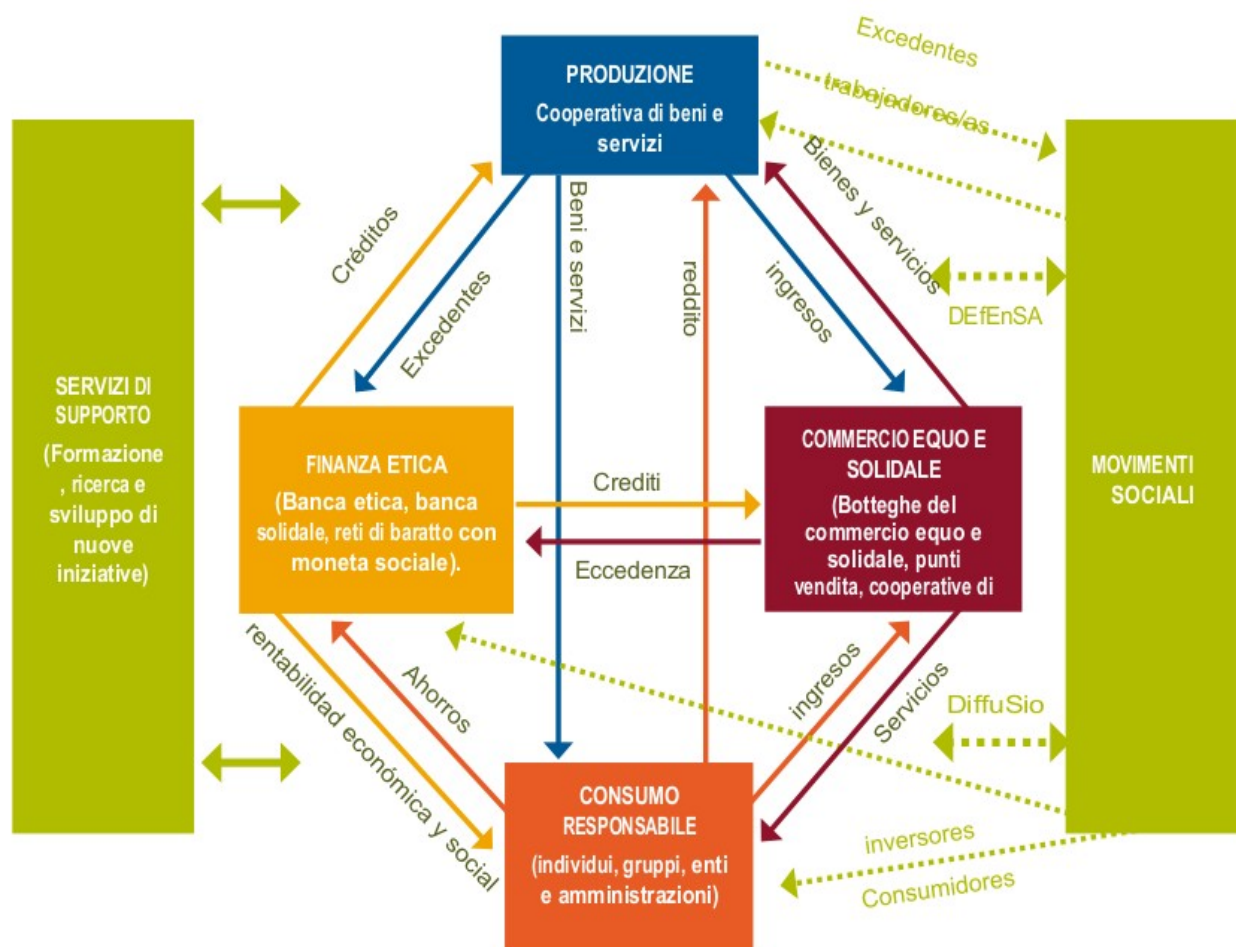 Excedentes
PRODUZIONE
Cooperativa di beni e
servizi
trabajadores/as
Bienes y servicios
Beni e servizi
Créditos
Excedentes
reddito
ingresos
DEfEnSA
SERVIZI DI
SUPPORTO
(Formazione
, ricerca e
sviluppo di
nuove
iniziative)
FINANZA ETICA
(Banca etica, banca
solidale, reti di baratto con
moneta sociale).
Crediti
Eccedenza
COMMERCIO EQUO E
SOLIDALE
(Botteghe del
commercio equo e
solidale, punti
vendita, cooperative di
MOVIMENTI
SOCIALI
rentabilidad económica y social
Ahorros
ingresos
Servicios
DiffuSio
CONSUMO
RESPONSABILE
(individui, gruppi, enti
e amministrazioni)
inversores
Consumidores